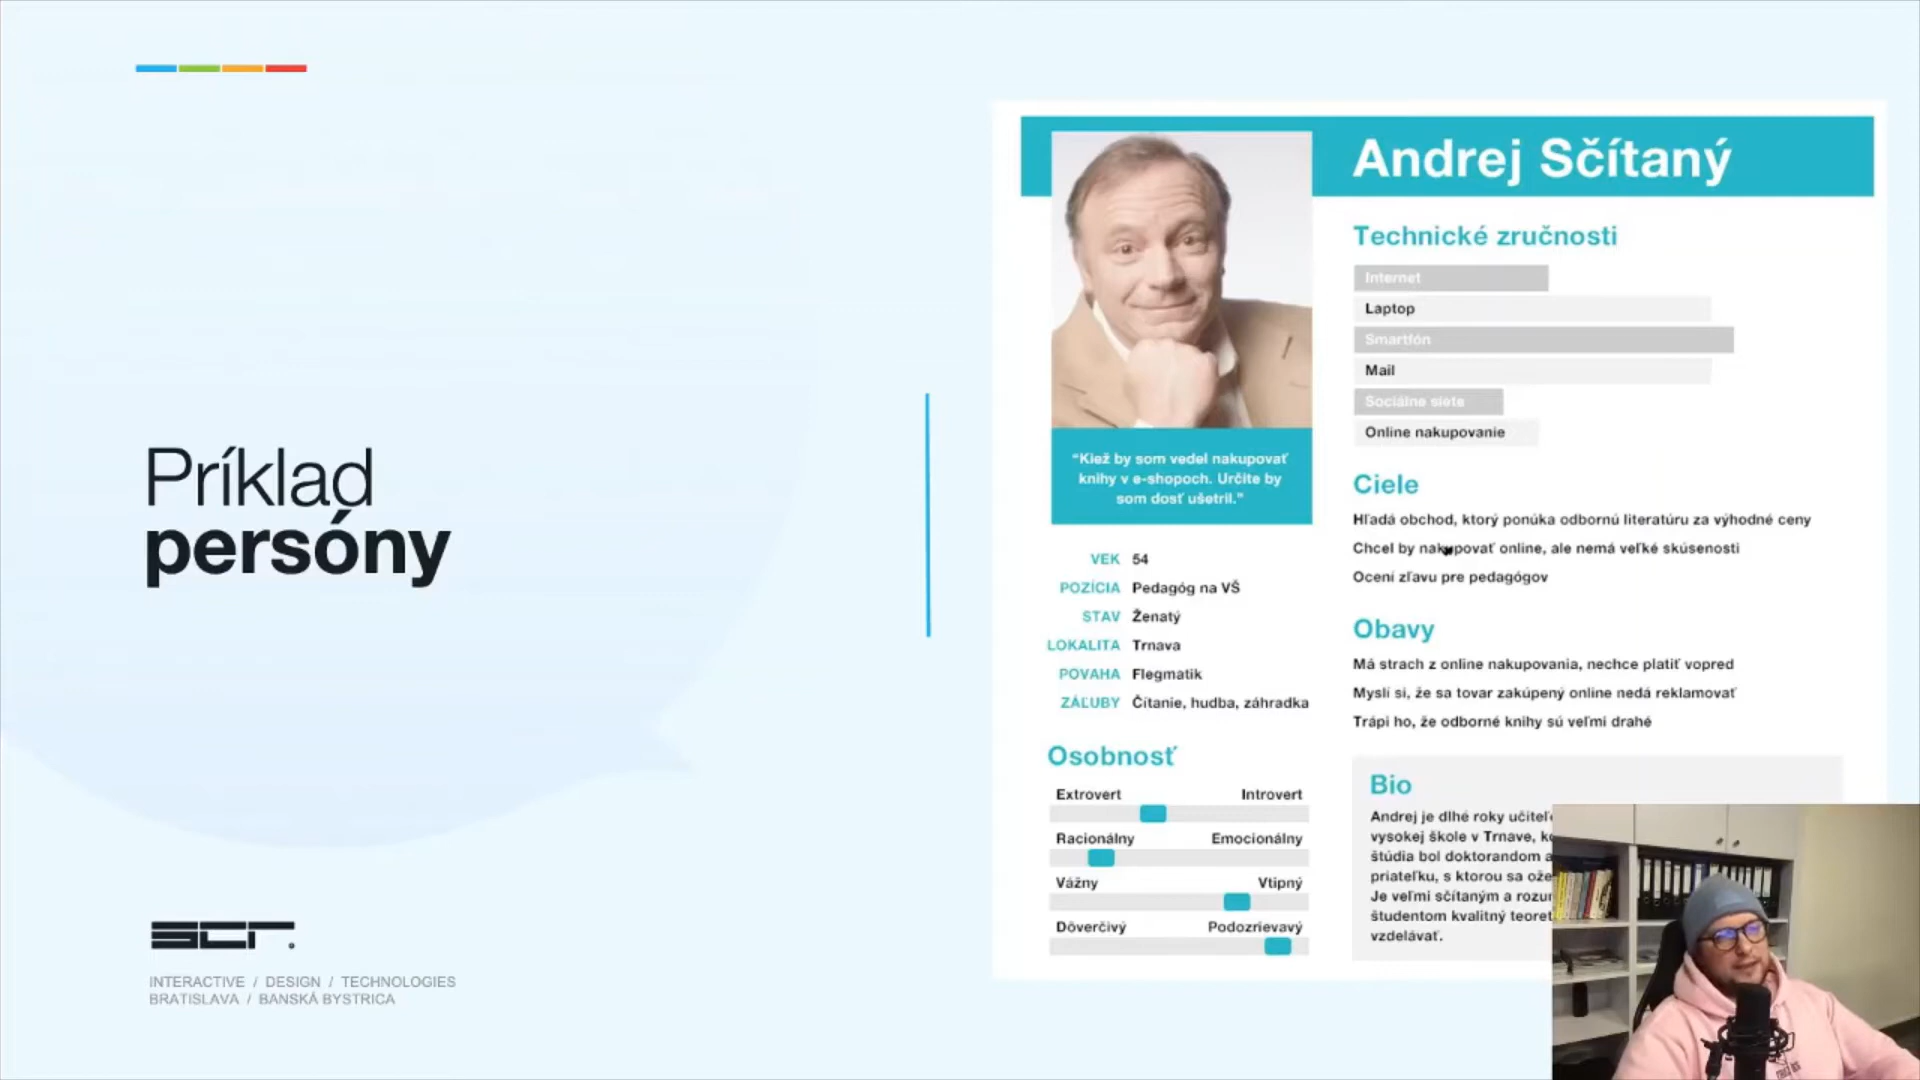 Príklad
persóny
scr.
INTERACTIVE / DESIGN / TECHNOLOGIES
BRATISLAVA / BANSKÁ BYSTRICA
Andrej Sčítaný
"Kiež by som vedel nakupovať
knihy v e-shopoch. Určite by
som dosť ušetril."
VEK 54
POZÍCIA Pedagóg na VŠ
STAV Ženatý
LOKALITA Trnava
POVAHA Flegmatik
ZÁĽUBY Čítanie, hudba, záhradka
Osobnosť
Extrovert Introvert
Racionálny Emocionálny
Vážny Vtipný
Dôverčivý Podozrievavý
Technické zručnosti
Internet
Laptop
Smartfón
Mail
Sociálne siete
Online nakupovanie
Ciele
Hľadá obchod, ktorý ponúka odbornú literatúru za výhodné ceny
Chcel by nakupovať online, ale nemá veľké skúsenosti
Ocení zľavu pre pedagógov
Obavy
Má strach z online nakupovania, nechce platiť vopred
Myslí si, že sa tovar zakúpený online nedá reklamovať
Trápi ho, že odborné knihy sú veľmi drahé
Bio
Andrej je dlhé roky
vysokej škole v Trnave,
štúdia bol doktorandom
priateľku, s ktorou sa
Je veľmi sčítaným a
študentom kvalitný
vzdelávať.